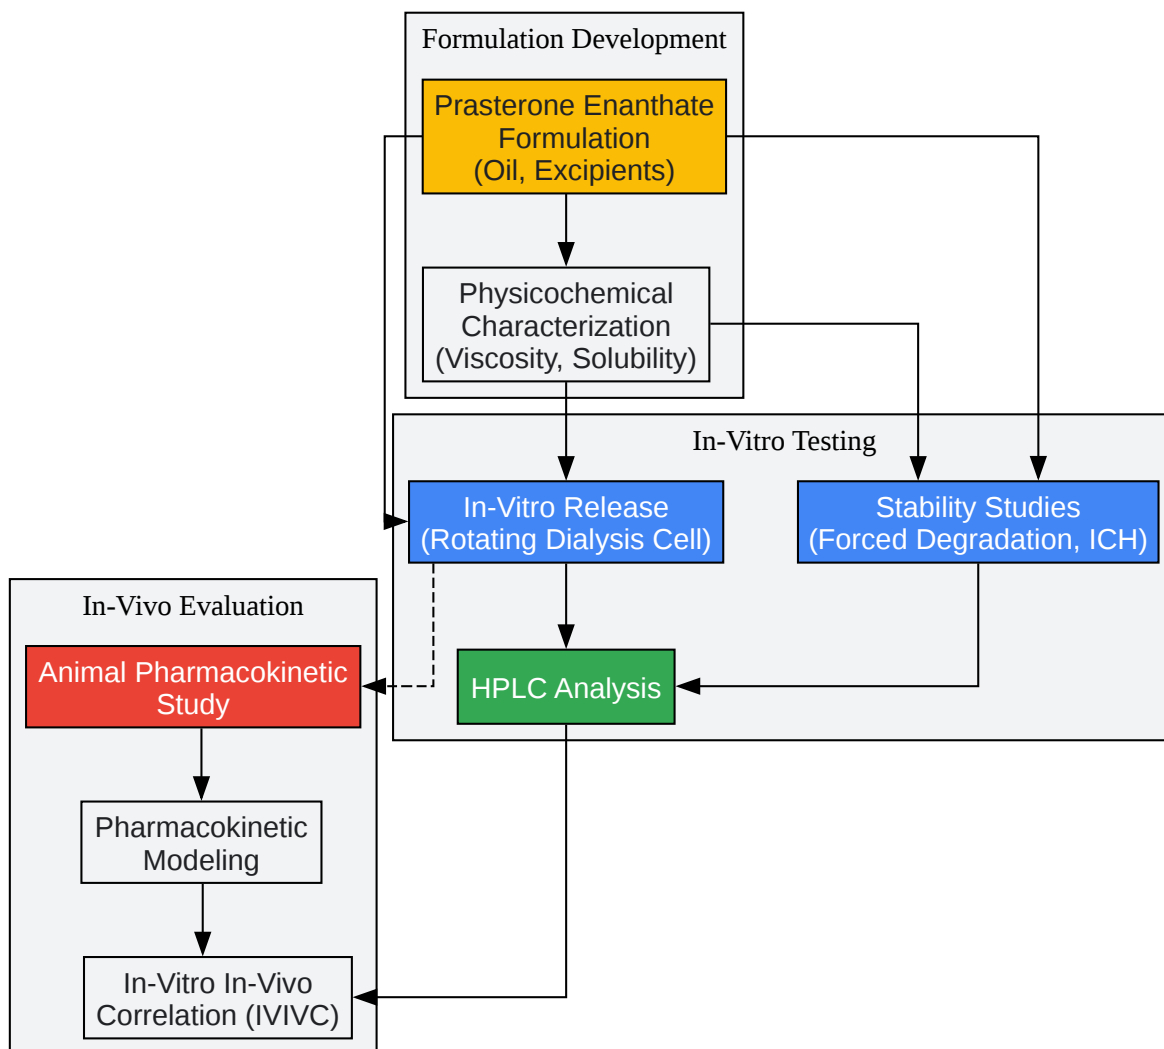 Formulation Development
Prasterone Enanthate
Formulation
(Oil, Excipients)
Physicochemical
Characterization
(Viscosity, Solubility)
In-Vitro Testing
In-Vitro Release
(Rotating Dialysis Cell)
Stability Studies
(Forced Degradation, ICH)
HPLC Analysis
In-Vivo Evaluation
Animal Pharmacokinetic
Study
Pharmacokinetic
Modeling
In-Vitro In-Vivo
Correlation (IVIVC)